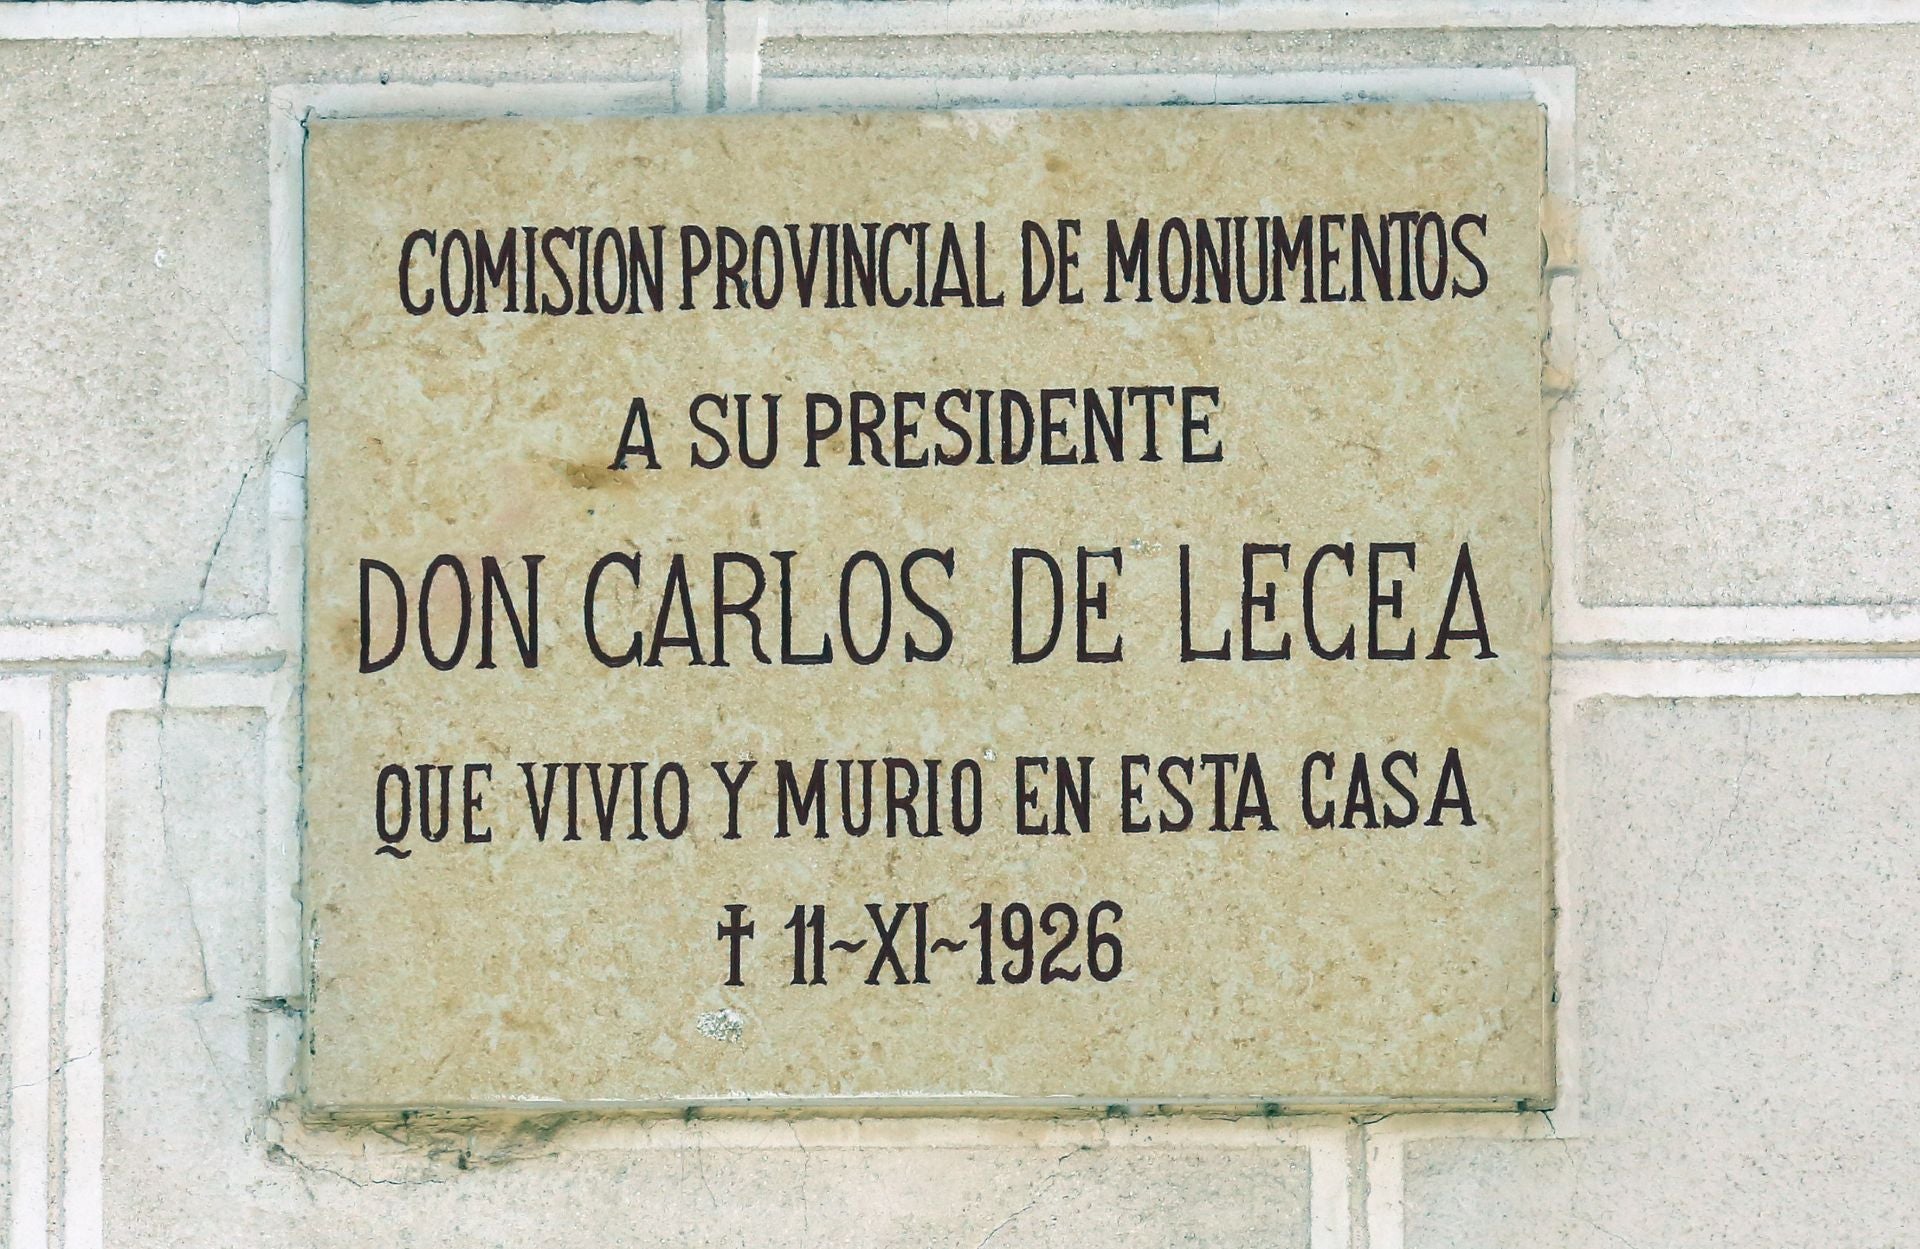 COMISION PROVINCIAL DE MONUMENTOS
A SU PRESIDENTE
DON CARLOS DE LECEA
QUE VIVIO Y MURIO EN ESTA CASA
† 11~XI~1926